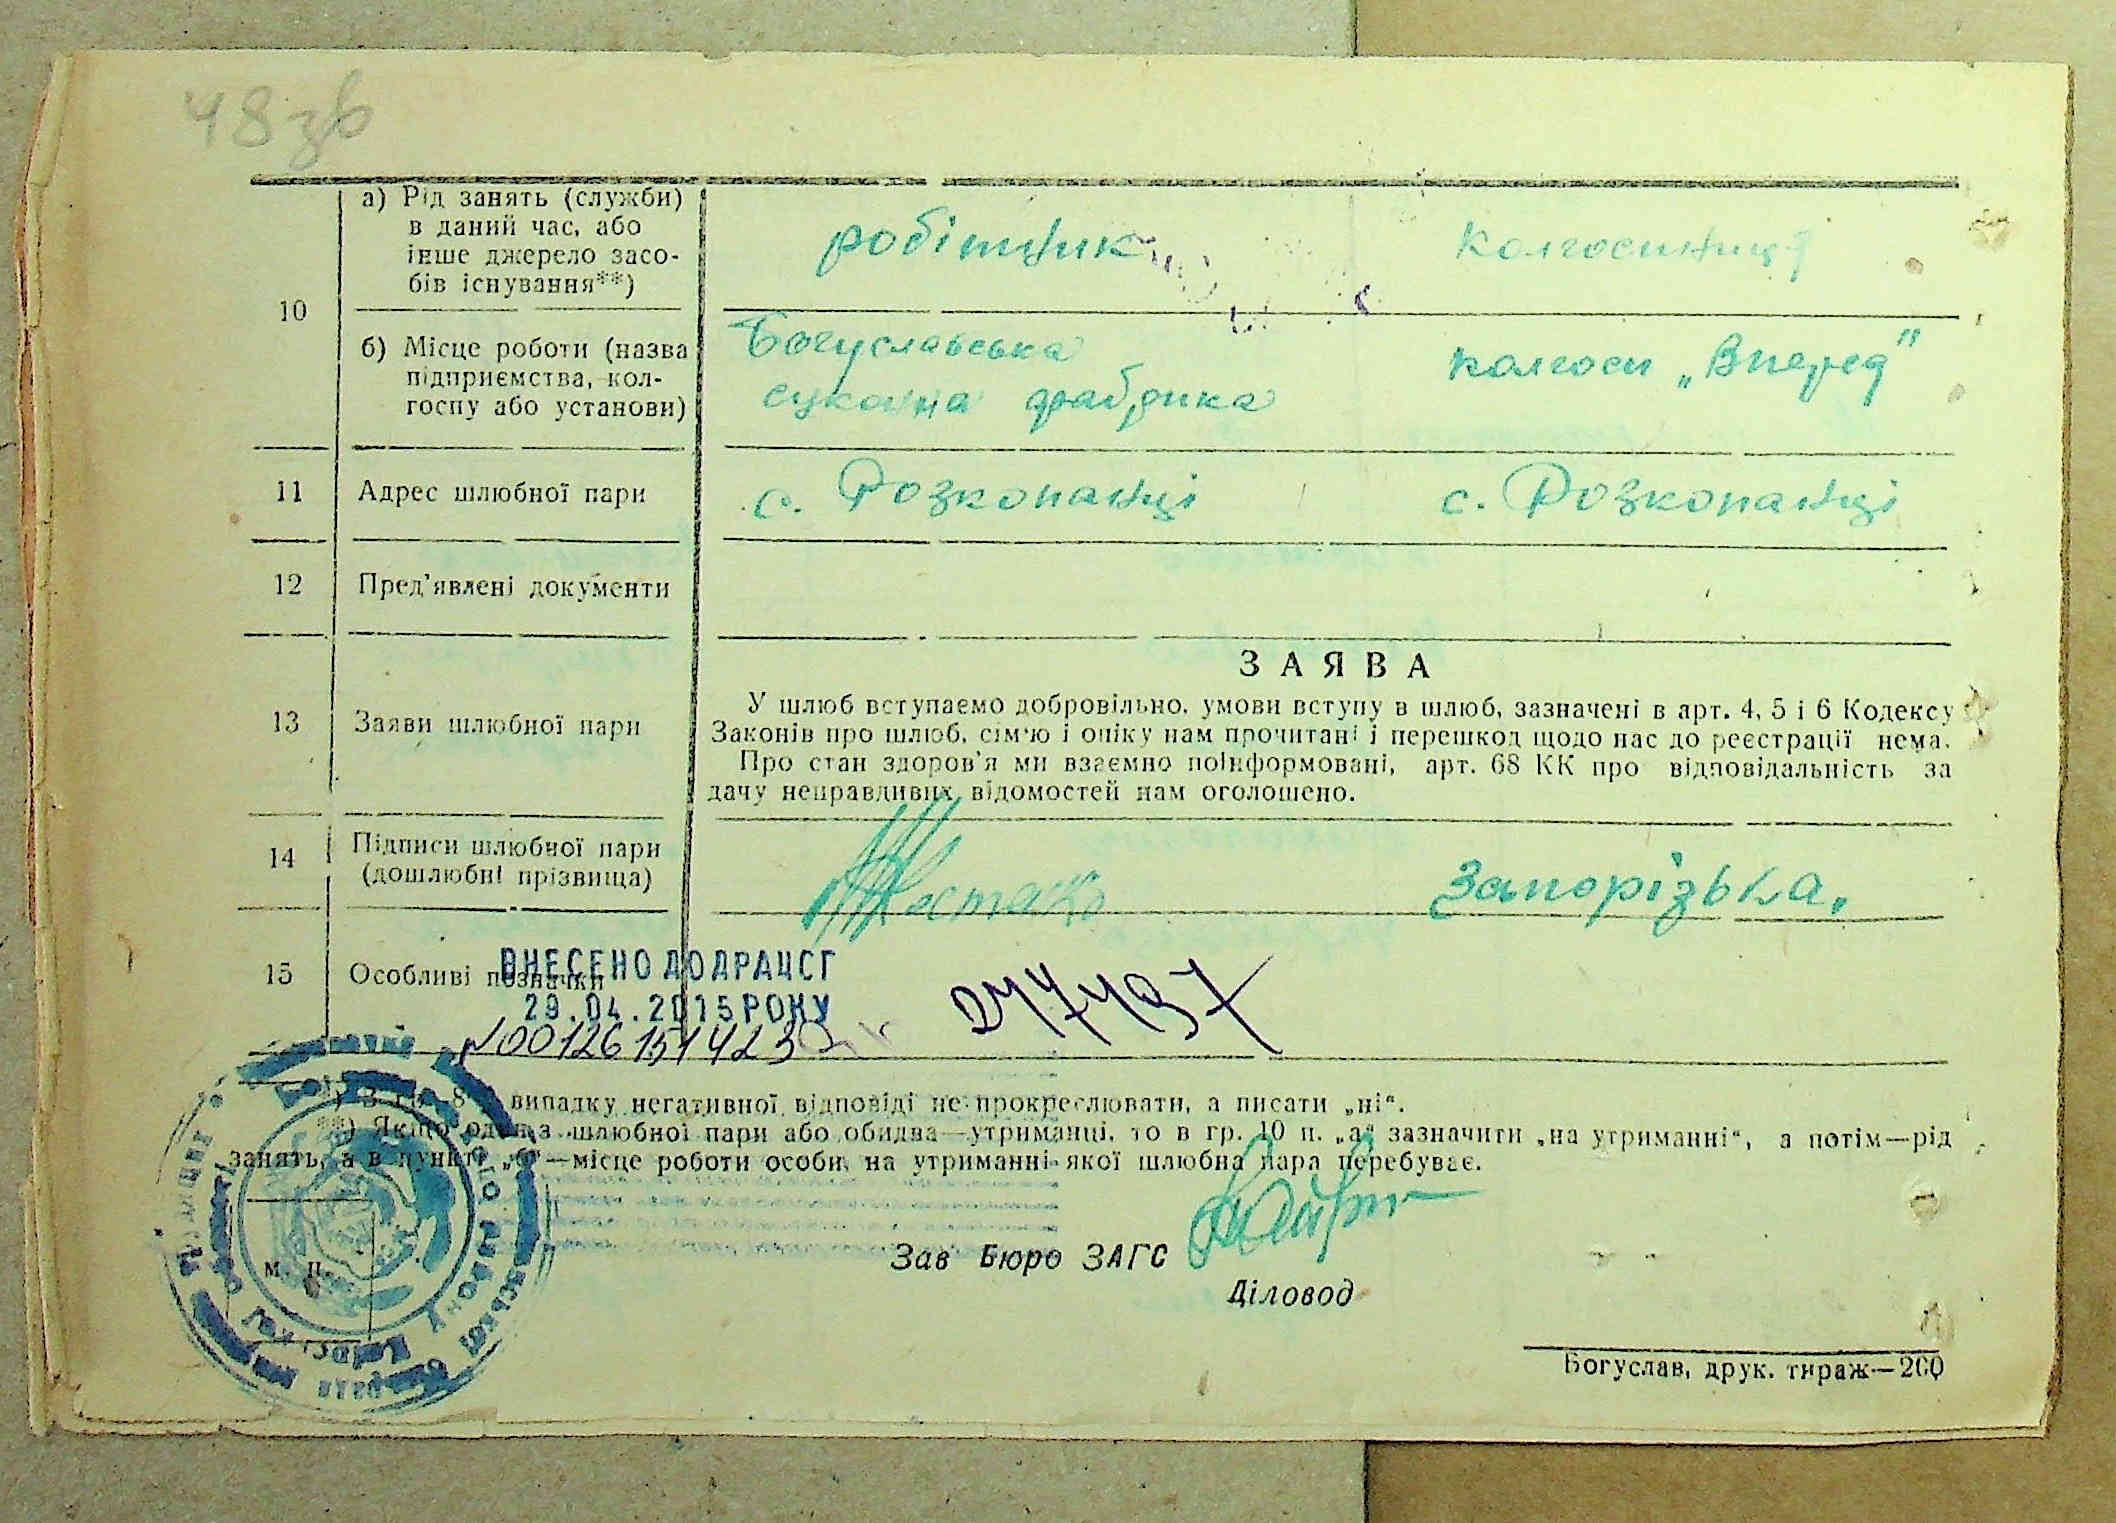 48 зв
а) Рід занять (служби)
в даний час, або
інше джерело засо-
бів існування**)
робітник
колгоспниця
10
б) Місце роботи (назва
підприємства, кол-
госпу або установи)
Богуславська
сукона фабрика
колгосп „Вперед"
11 Адрес шлюбної пари
с. Розкопанці
с. Розкопанці
12 Пред'явлені документи
ЗАЯВА
13 Заяви шлюбної пари
У шлюб вступаємо добровільно, умови вступу в шлюб, зазначені в арт. 4, 5 і 6 Кодексу
Законів про шлюб, сім'ю і опіку нам прочитані і перешкод щодо нас до реєстрації нема.
Про стан здоров'я ми взаємно поінформовані, арт. 68 КК про відповідальність за
дачу неправдивих відомостей нам оголошено.
14 Підписи шлюбної пари
(дошлюбні прізвища)
Запорізька.
15 Особливі позначки
ВНЕСЕНО ДО ДРАЦСГ
29.04.2015 РОКУ
№00126151423
247497
випадку негативної відповіді не прокреслювати, а писати „ні".
**) Якщо один з шлюбної пари або обидва—утриманці, то в гр. 10 п. „а" зазначити „на утриманні", а потім—рід
занять, а в пункті „б"—місце роботи особи, на утриманні якої шлюбна пара перебуває.
М. П.
Зав Бюро ЗАГС
Діловод
Богуслав, друк. тираж—200